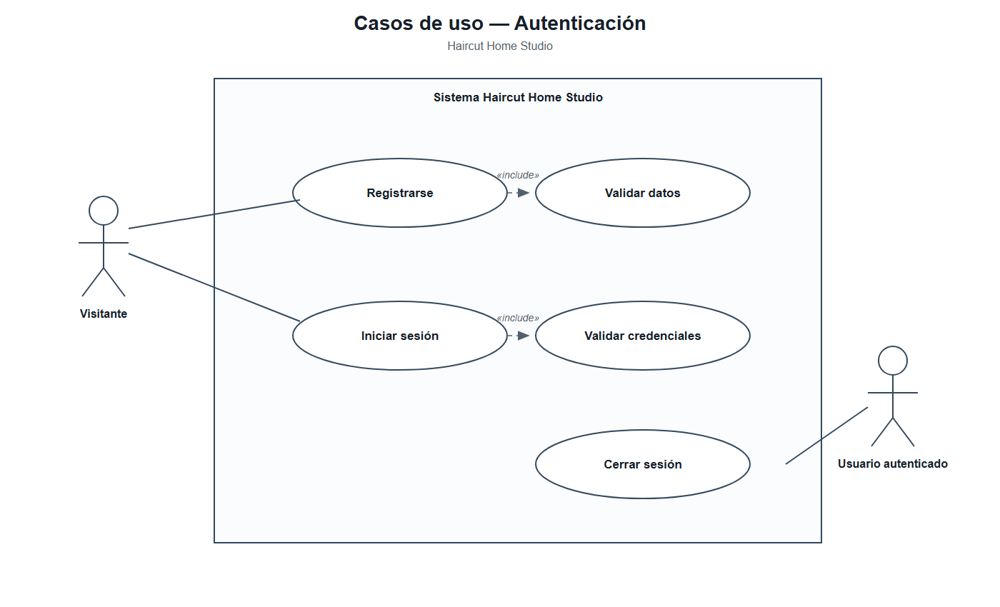 Casos de uso — Autenticación
Haircut Home Studio
Sistema Haircut Home Studio
«include»
Registrarse
Validar datos
Visitante
«include»
Iniciar sesión
Validar credenciales
Cerrar sesión
Usuario autenticado